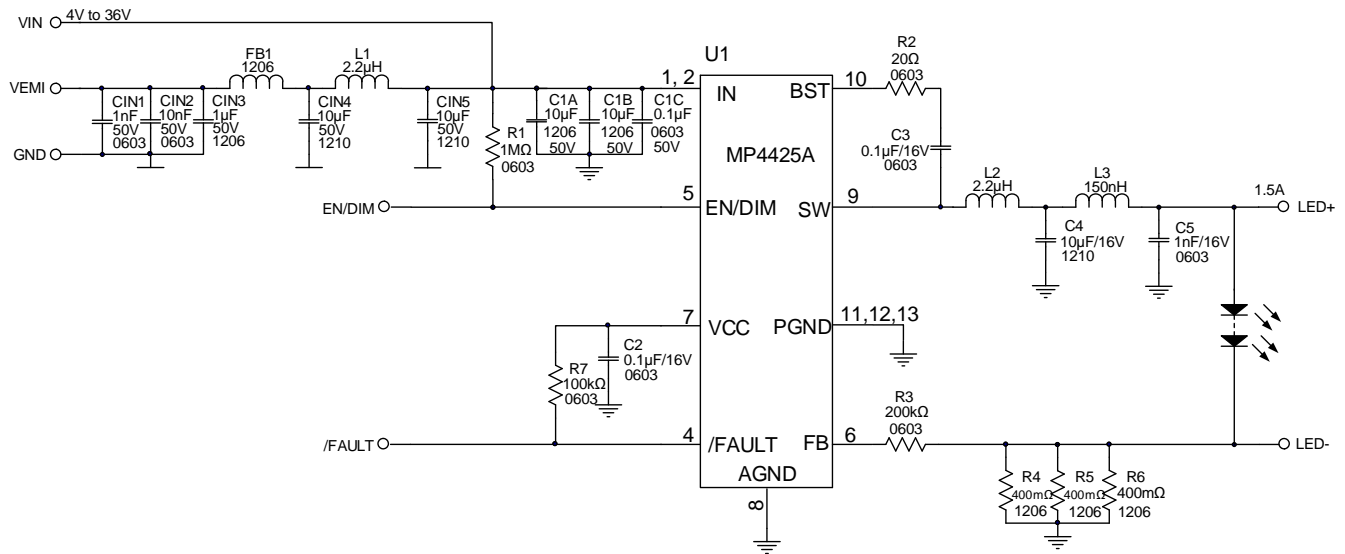 VIN
4V to 36V
VEMI
GND
FB1
1206
L1
2.2µH
CIN1
1nF
50V
0603
CIN2
10nF
50V
0603
CIN3
1µF
50V
1206
CIN4
10µF
50V
1210
CIN5
10µF
50V
1210
R1
1MΩ
0603
C1A
10µF
1206
50V
C1B
10µF
1206
50V
C1C
0.1µF
0603
50V
EN/DIM
R7
100kΩ
0603
C2
0.1µF/16V
0603
/FAULT
U1
MP4425A
1, 2
IN
5
EN/DIM
7
VCC
4
/FAULT
AGND
8
BST
10
SW
9
PGND
11,12,13
FB
6
R2
20Ω
0603
C3
0.1µF/16V
0603
L2
2.2µH
L3
150nH
1.5A
LED+
C4
10µF/16V
1210
C5
1nF/16V
0603
R3
200kΩ
0603
LED-
R4
400mΩ
1206
R5
400mΩ
1206
R6
400mΩ
1206